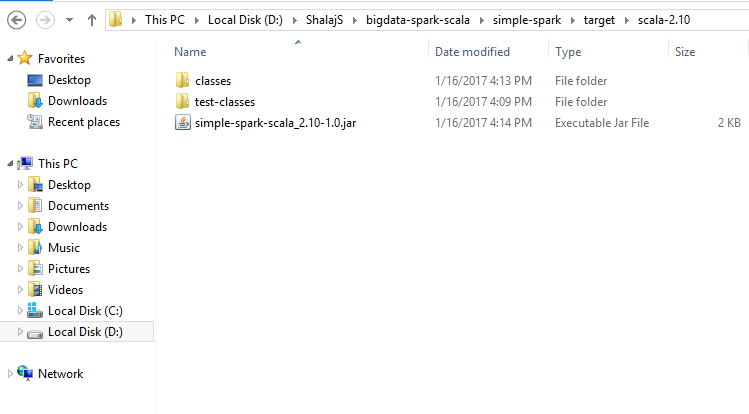 This PC Local Disk (D:) ShalajS bigdata-spark-scala simple-spark target scala-2.10
Name Date modified Type Size
Favorites
Desktop
Downloads
Recent places
This PC
Desktop
Documents
Downloads
Music
Pictures
Videos
Local Disk (C:)
Local Disk (D:)
Network
classes 1/16/2017 4:13 PM File folder
test-classes 1/16/2017 4:09 PM File folder
simple-spark-scala_2.10-1.0.jar 1/16/2017 4:14 PM Executable Jar File 2 KB